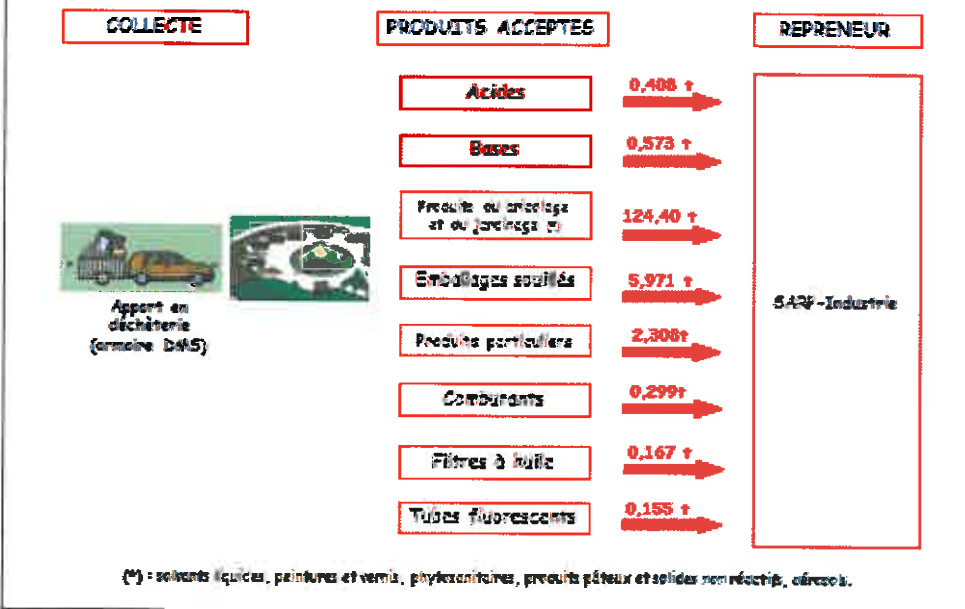 COLLECTE
PRODUITS ACCEPTES
REPRENEUR
Acides
0,408 t
Bases
0,573 t
Produits du bricolage
et du jardinage (*)
124,40 t
Emballages souillés
5,971 t
Produits particuliers
2,308t
Comburants
0,299t
Filtres à huile
0,167 t
Tubes fluorescents
0,155 t
Apport en
déchèterie
(armoire DMS)
SARP-Industrie
(*) : solvants liquides, peintures et vernis, phytosanitaires, produits pâteux et solides non réactifs, aérosols.